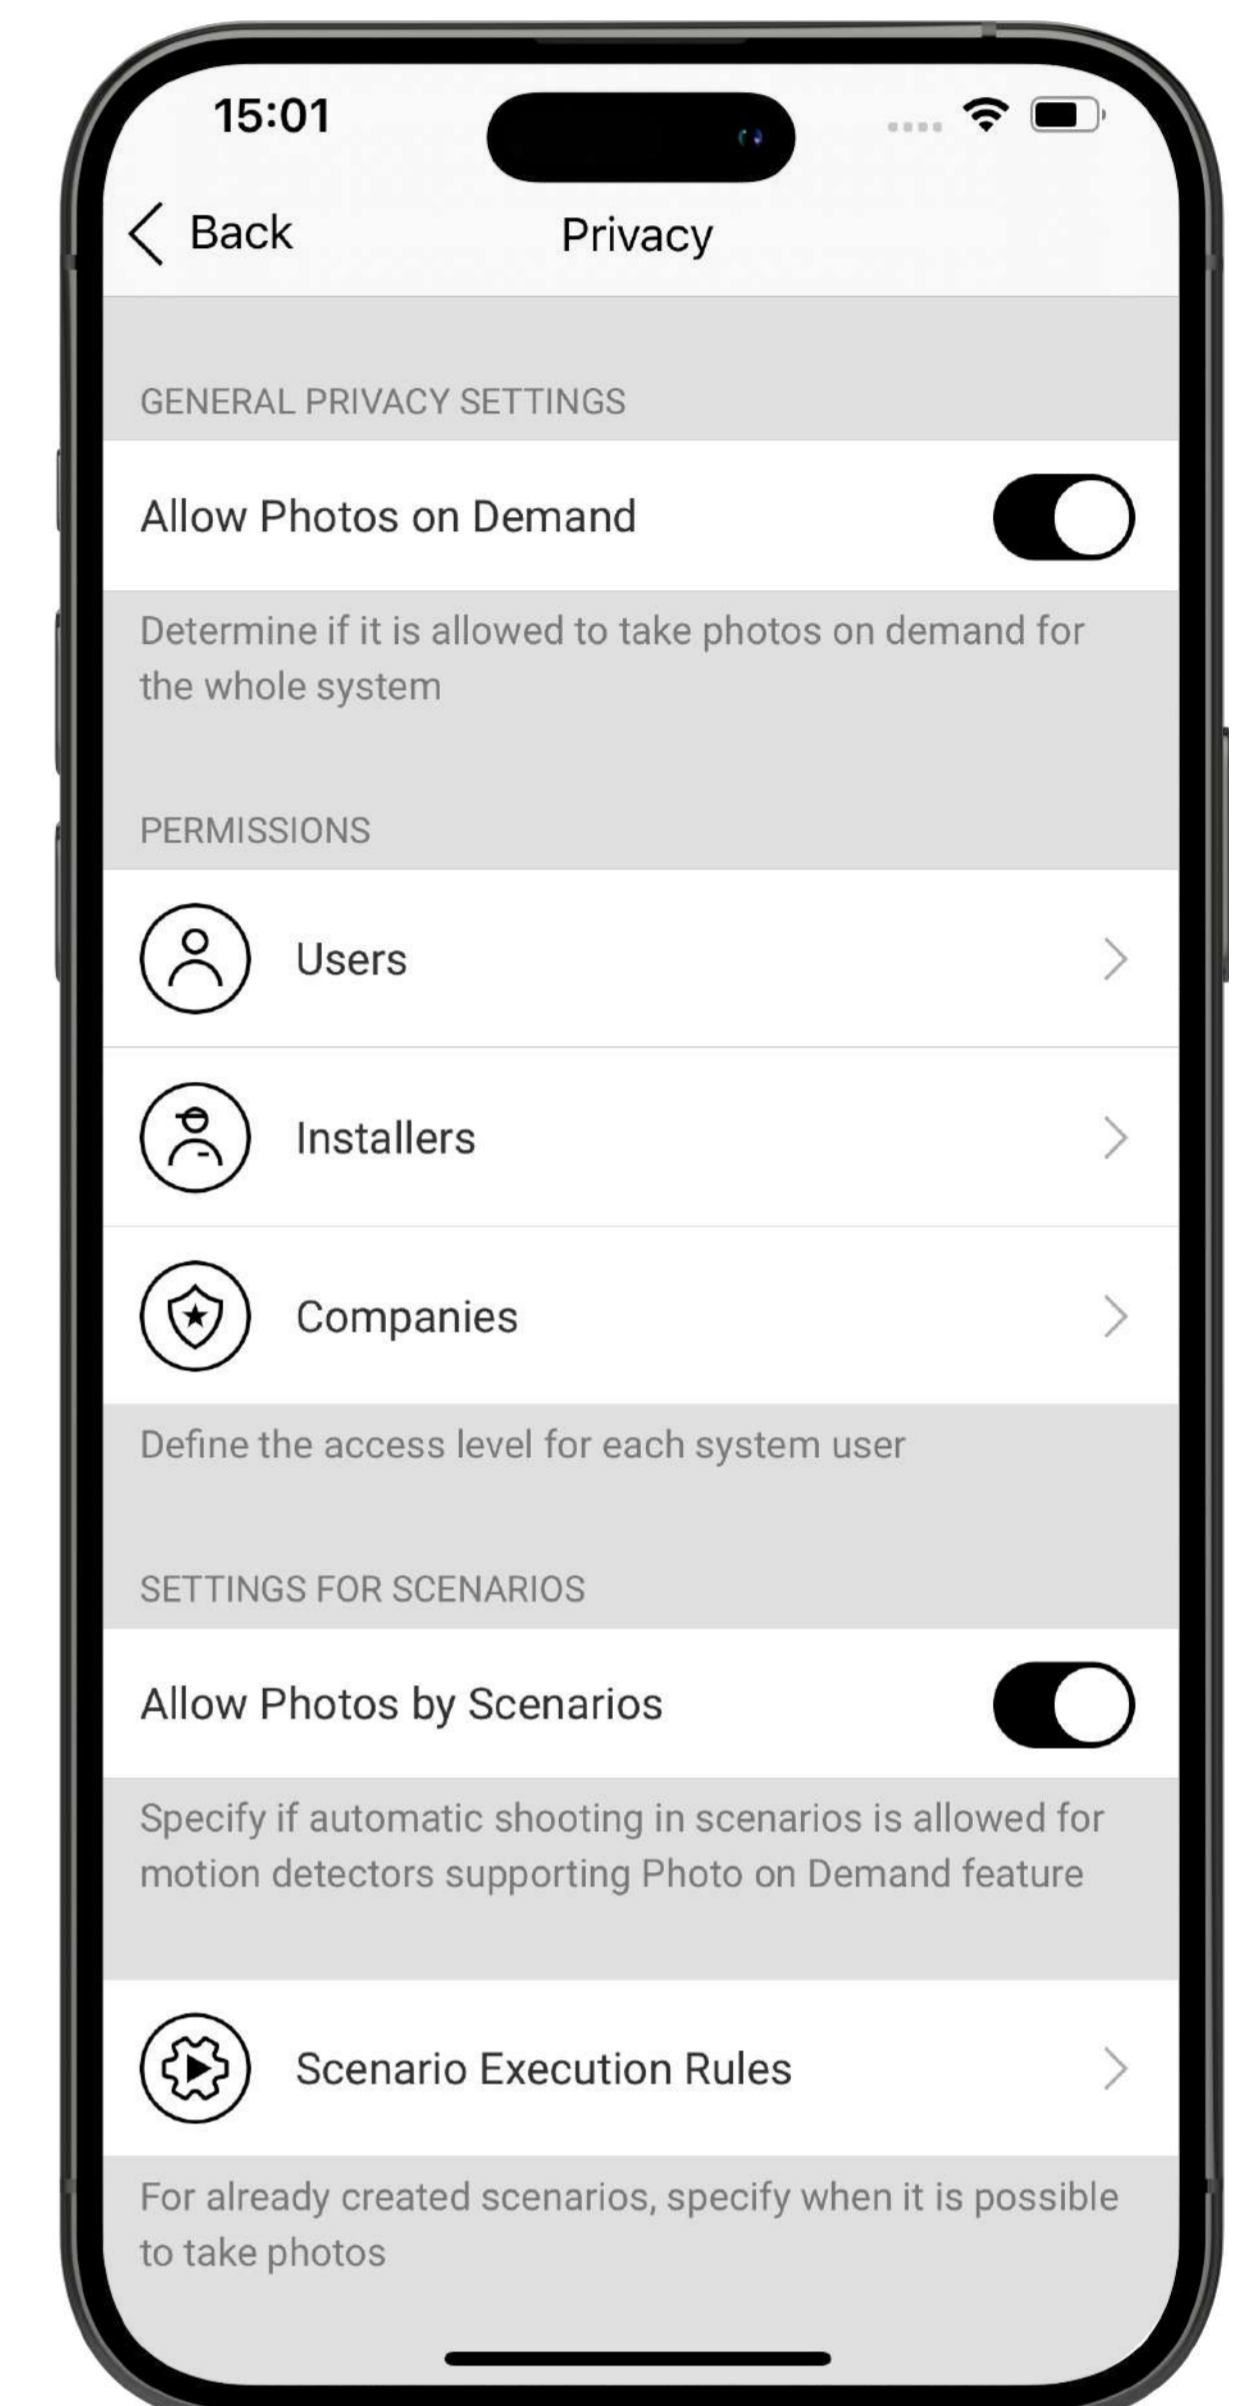 15:01
Back
Privacy
GENERAL PRIVACY SETTINGS
Allow Photos on Demand
Determine if it is allowed to take photos on demand for
the whole system
PERMISSIONS
Users
Installers
Companies
Define the access level for each system user
SETTINGS FOR SCENARIOS
Allow Photos by Scenarios
Specify if automatic shooting in scenarios is allowed for
motion detectors supporting Photo on Demand feature
Scenario Execution Rules
For already created scenarios, specify when it is possible
to take photos